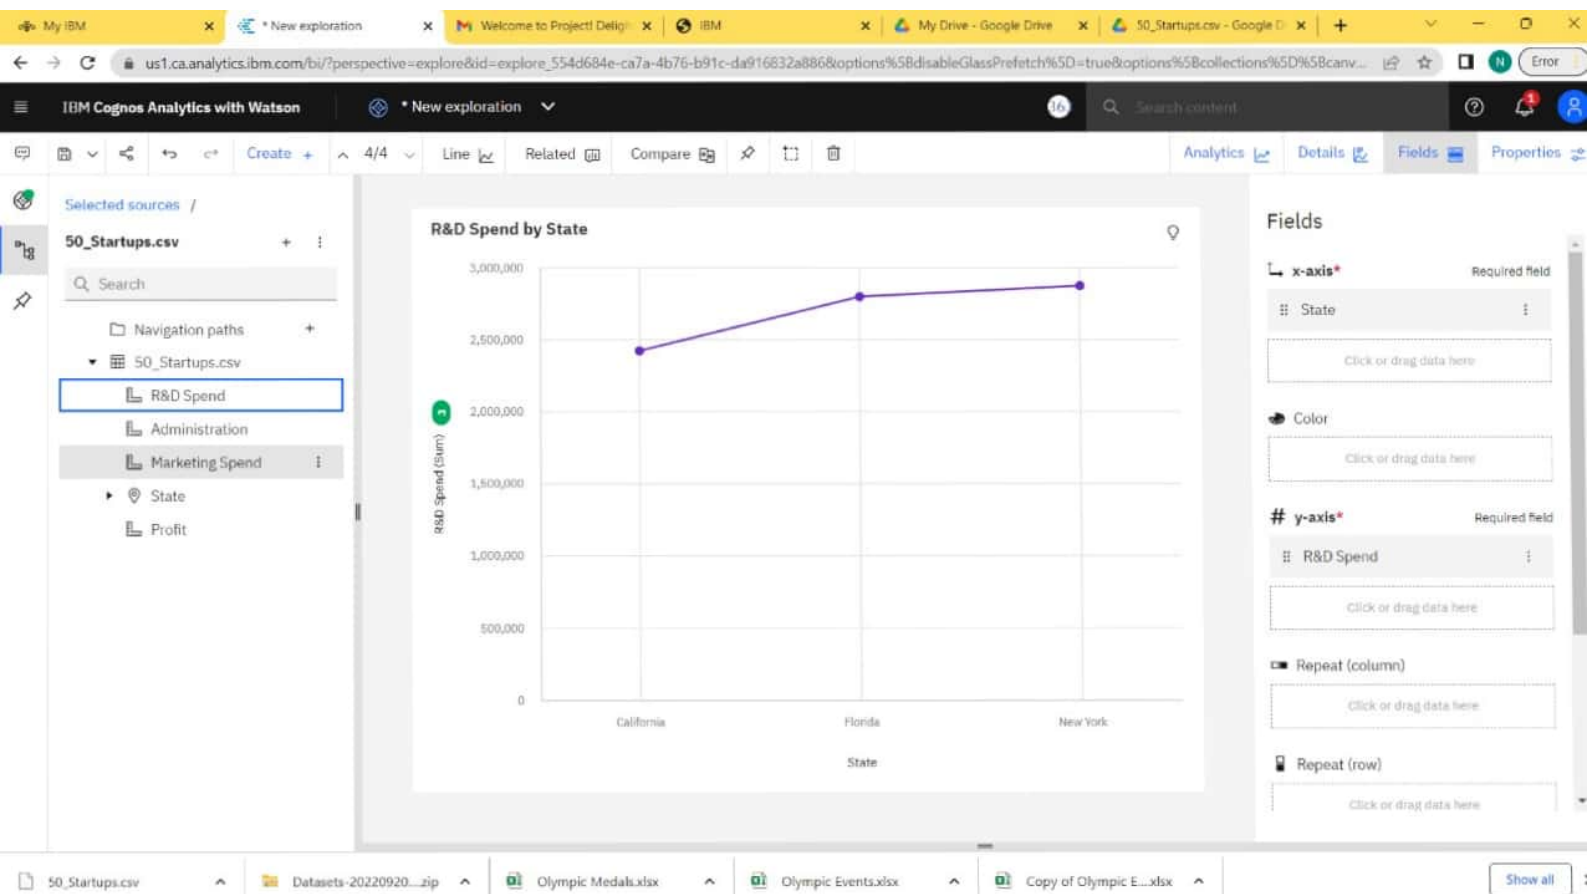 My IBM
* New exploration
Welcome to Project! Deligh
IBM
My Drive - Google Drive
50_Startups.csv - Google D
us1.ca.analytics.ibm.com/bi/?perspective=explore&id=explore_554d684e-ca7a-4b76-b91c-da916832a886&options%5BdisableGlassPrefetch%5D=true&options%5Bcollections%5D%5Bcanv...
N
Error
IBM Cognos Analytics with Watson
* New exploration
16
Search content
1
Create +
4/4
Line
Related
Compare
Analytics
Details
Fields
Properties
Selected sources /
50_Startups.csv
Search
Navigation paths
50_Startups.csv
R&D Spend
Administration
Marketing Spend
State
Profit
R&D Spend by State
3,000,000
2,500,000
2,000,000
1,500,000
1,000,000
500,000
0
R&D Spend (Sum)
California
Florida
New York
State
Fields
x-axis*
Required field
State
Click or drag data here
Color
Click or drag data here
y-axis*
Required field
R&D Spend
Click or drag data here
Repeat (column)
Click or drag data here
Repeat (row)
Click or drag data here
50_Startups.csv
Datasets-20220920....zip
Olympic Medals.xlsx
Olympic Events.xlsx
Copy of Olympic E....xlsx
Show all